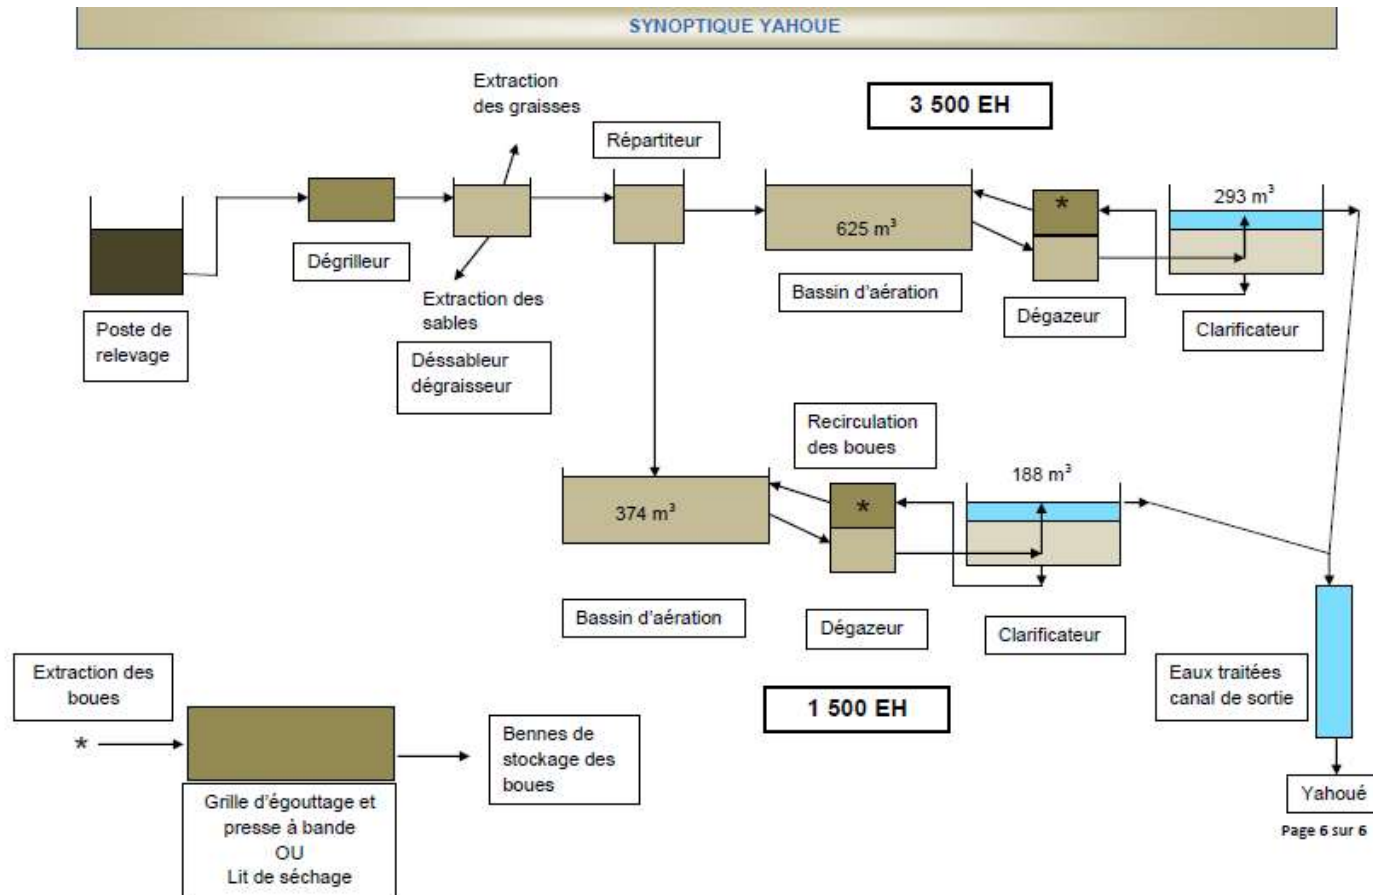 SYNOPTIQUE YAHOUE
Extraction
des graisses
3 500 EH
Répartiteur
293 m³
*
625 m³
Dégrilleur
Bassin d'aération
Extraction des
sables
Dégazeur
Clarificateur
Poste de
relevage
Déssableur
dégraisseur
Recirculation
des boues
188 m³
374 m³
*
Bassin d'aération
Dégazeur
Clarificateur
Extraction des
boues
Eaux traitées
canal de sortie
1 500 EH
*
Bennes de
stockage des
boues
Grille d'égouttage et
presse à bande
OU
Lit de séchage
Yahoué
Page 6 sur 6